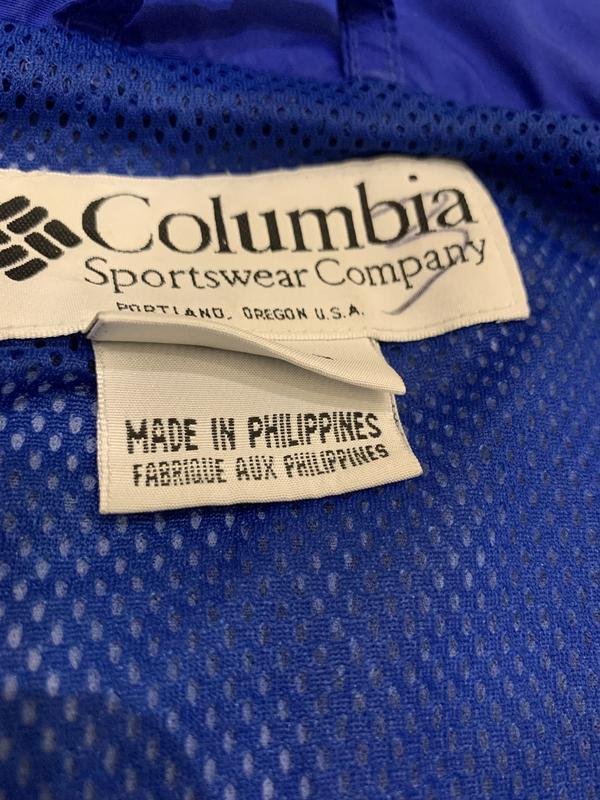 Columbia
Sportswear Company
PORTLAND, OREGON U.S.A.
MADE IN PHILIPPINES
FABRIQUE AUX PHILIPPINES